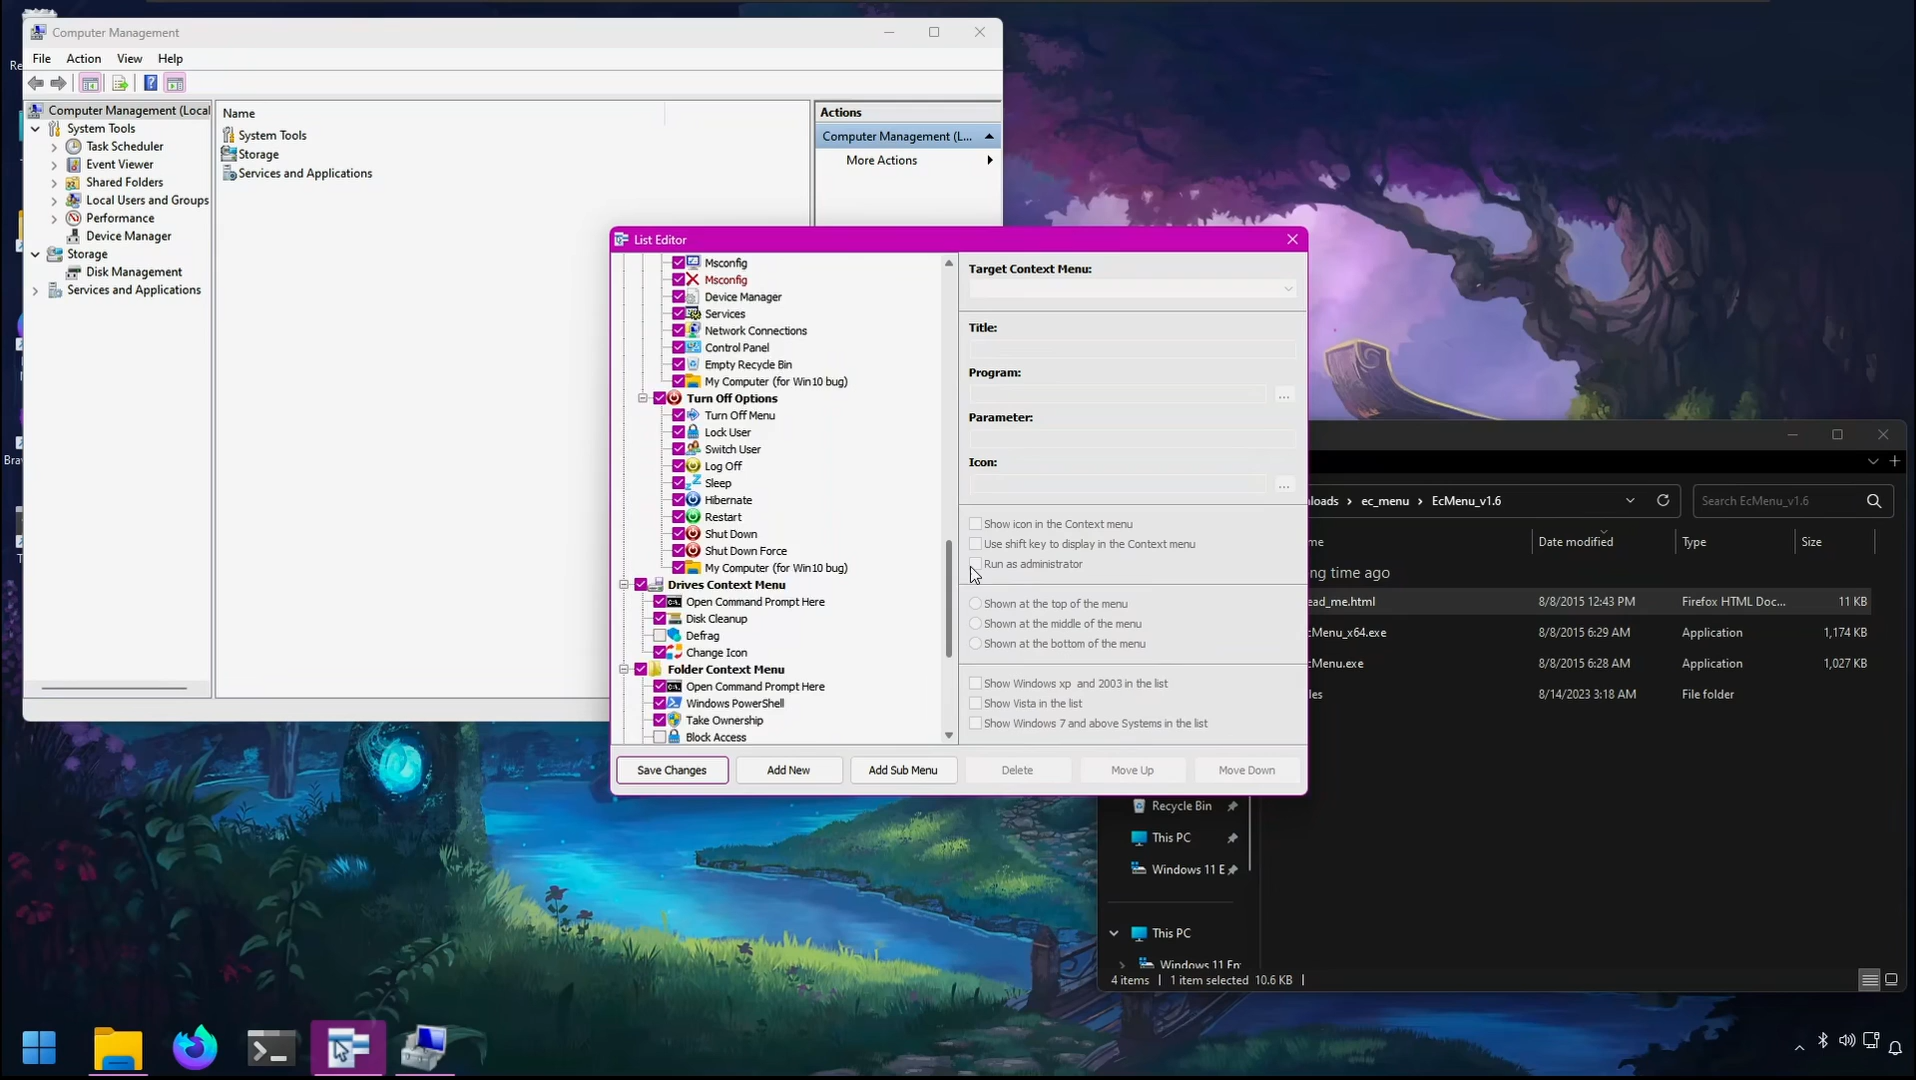 Re
Bra
T
Computer Management
File Action View Help
Computer Management (Local
System Tools
Task Scheduler
Event Viewer
Shared Folders
Local Users and Groups
Performance
Device Manager
Storage
Disk Management
Services and Applications
Name
System Tools
Storage
Services and Applications
Actions
Computer Management (L...
More Actions
List Editor
Msconfig
Msconfig
Device Manager
Services
Network Connections
Control Panel
Empty Recycle Bin
My Computer (for Win10 bug)
Turn Off Options
Turn Off Menu
Lock User
Switch User
Log Off
Sleep
Hibernate
Restart
Shut Down
Shut Down Force
My Computer (for Win10 bug)
Drives Context Menu
Open Command Prompt Here
Disk Cleanup
Defrag
Change Icon
Folder Context Menu
Open Command Prompt Here
Windows PowerShell
Take Ownership
Block Access
Target Context Menu:
Title:
Program:
...
Parameter:
Icon:
...
Show icon in the Context menu
Use shift key to display in the Context menu
Run as administrator
Shown at the top of the menu
Shown at the middle of the menu
Shown at the bottom of the menu
Show Windows xp and 2003 in the list
Show Vista in the list
Show Windows 7 and above Systems in the list
Save Changes Add New Add Sub Menu Delete Move Up Move Down
nloads > ec_menu > EcMenu_v1.6
Search EcMenu_v1.6
me Date modified Type Size
ng time ago
ead_me.html 8/8/2015 12:43 PM Firefox HTML Doc... 11 KB
cMenu_x64.exe 8/8/2015 6:29 AM Application 1,174 KB
cMenu.exe 8/8/2015 6:28 AM Application 1,027 KB
les 8/14/2023 3:18 AM File folder
Recycle Bin
This PC
Windows 11 E
This PC
Windows 11 En
4 items | 1 item selected 10.6 KB |